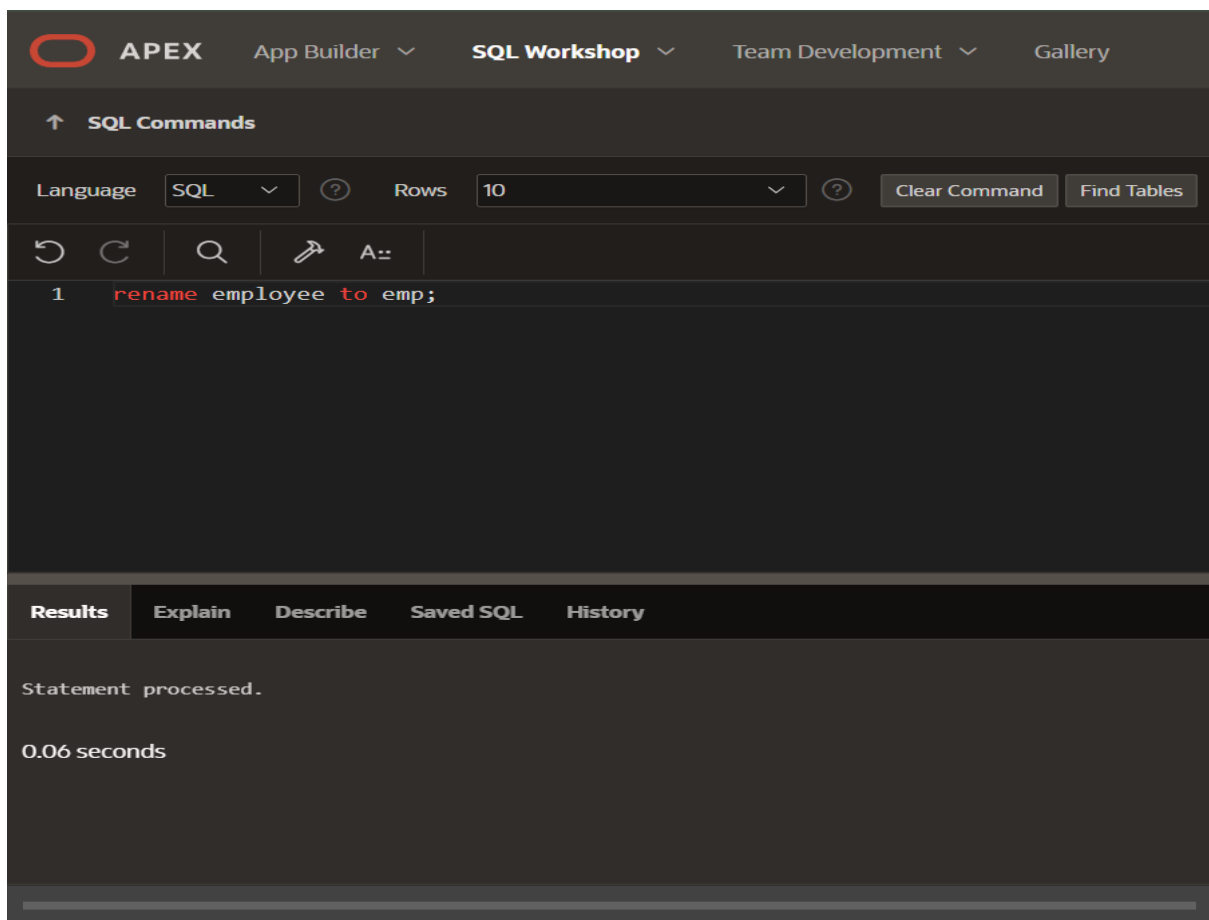 APEX App Builder SQL Workshop Team Development Gallery
SQL Commands
Language SQL ? Rows 10 ? Clear Command Find Tables
A::
1 rename employee to emp;
Results Explain Describe Saved SQL History
Statement processed.
0.06 seconds